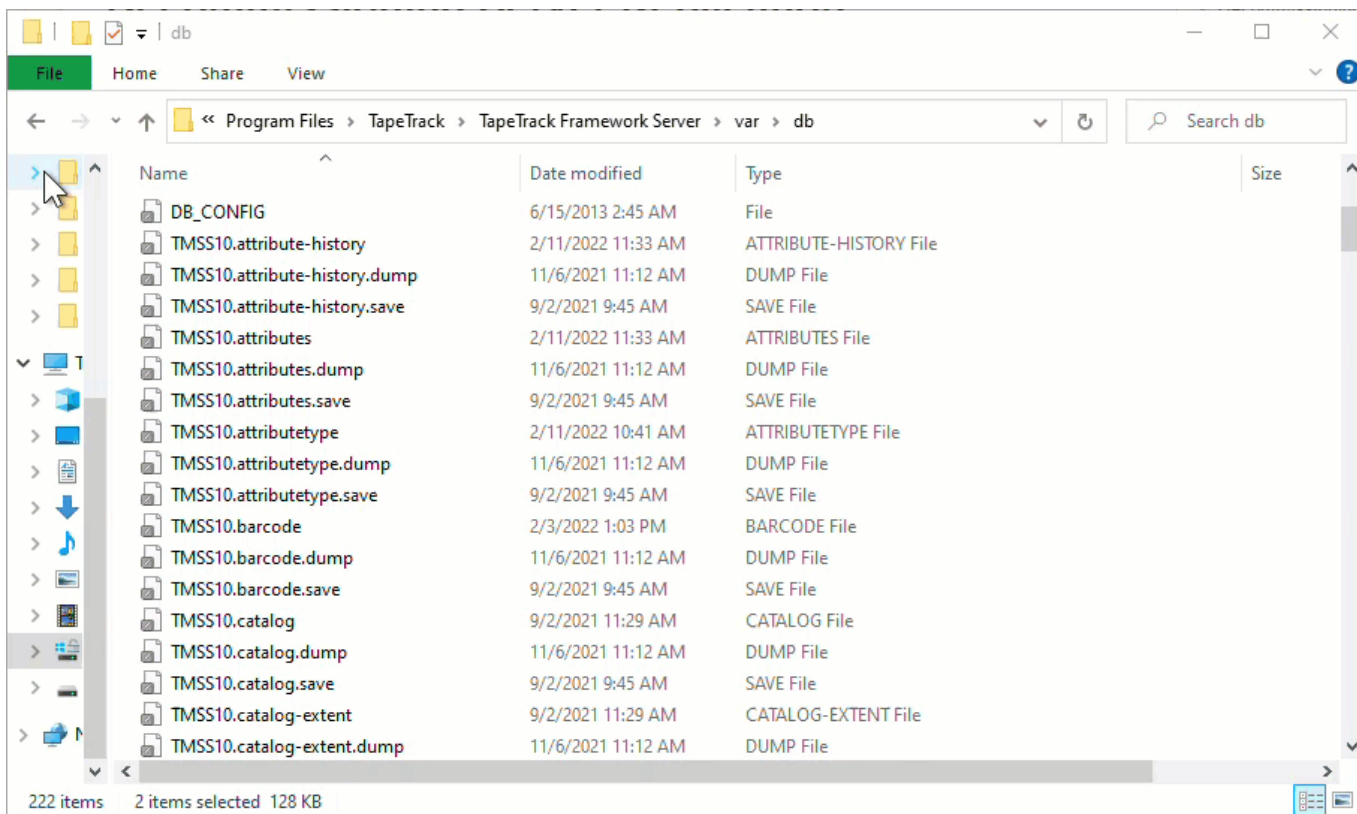 db
File Home Share View ?
« Program Files > TapeTrack > TapeTrack Framework Server > var > db Search db
Name Date modified Type Size
DB_CONFIG 6/15/2013 2:45 AM File
TMSS10.attribute-history 2/11/2022 11:33 AM ATTRIBUTE-HISTORY File
TMSS10.attribute-history.dump 11/6/2021 11:12 AM DUMP File
TMSS10.attribute-history.save 9/2/2021 9:45 AM SAVE File
TMSS10.attributes 2/11/2022 11:33 AM ATTRIBUTES File
TMSS10.attributes.dump 11/6/2021 11:12 AM DUMP File
TMSS10.attributes.save 9/2/2021 9:45 AM SAVE File
TMSS10.attributetype 2/11/2022 10:41 AM ATTRIBUTETYPE File
TMSS10.attributetype.dump 11/6/2021 11:12 AM DUMP File
TMSS10.attributetype.save 9/2/2021 9:45 AM SAVE File
TMSS10.barcode 2/3/2022 1:03 PM BARCODE File
TMSS10.barcode.dump 11/6/2021 11:12 AM DUMP File
TMSS10.barcode.save 9/2/2021 9:45 AM SAVE File
TMSS10.catalog 9/2/2021 11:29 AM CATALOG File
TMSS10.catalog.dump 11/6/2021 11:12 AM DUMP File
TMSS10.catalog.save 9/2/2021 9:45 AM SAVE File
TMSS10.catalog-extent 9/2/2021 11:29 AM CATALOG-EXTENT File
TMSS10.catalog-extent.dump 11/6/2021 11:12 AM DUMP File
222 items 2 items selected 128 KB